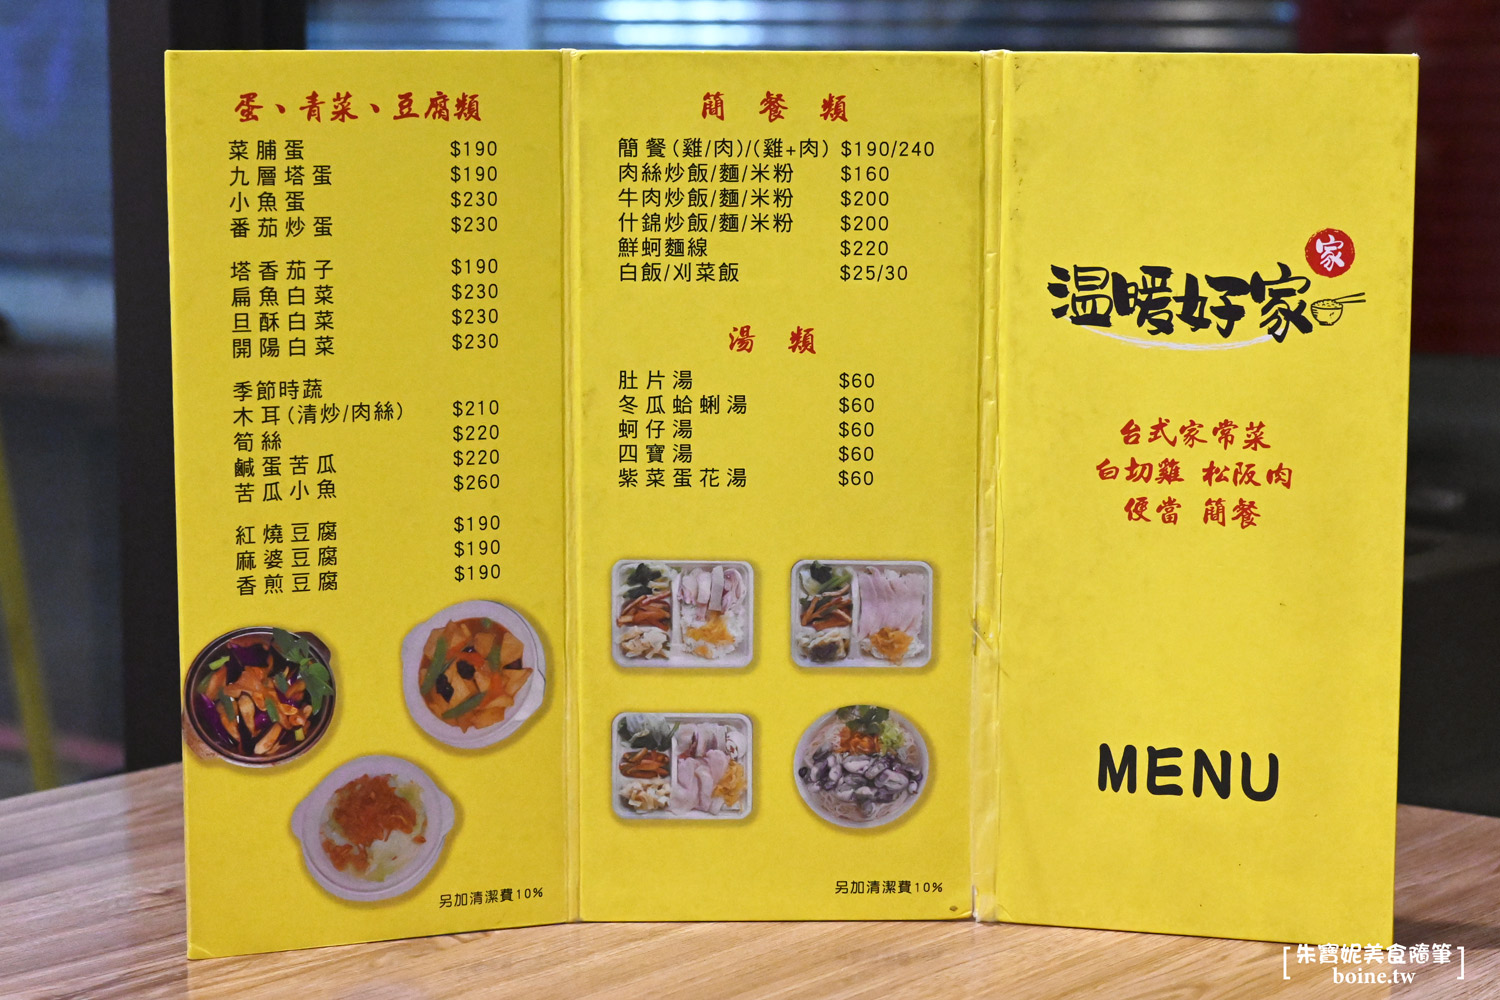 蛋、青菜、豆腐類
菜脯蛋 $190
九層塔蛋 $190
小魚蛋 $230
番茄炒蛋 $230
塔香茄子 $190
扁魚白菜 $230
旦酥白菜 $230
開陽白菜 $230
季節時蔬
木耳(清炒/肉絲) $210
筍絲 $220
鹹蛋苦瓜 $220
苦瓜小魚 $260
紅燒豆腐 $190
麻婆豆腐 $190
香煎豆腐 $190
另加清潔費10%
簡餐類
簡餐(雞/肉)/(雞+肉) $190/240
肉絲炒飯/麵/米粉 $160
牛肉炒飯/麵/米粉 $200
什錦炒飯/麵/米粉 $200
鮮蚵麵線 $220
白飯/刈菜飯 $25/30
湯類
肚片湯 $60
冬瓜蛤蜊湯 $60
蚵仔湯 $60
四寶湯 $60
紫菜蛋花湯 $60
另加清潔費10%
家
溫暖好家
台式家常菜
白切雞 松阪肉
便當 簡餐
MENU
朱寶妮美食隨筆
boine.tw